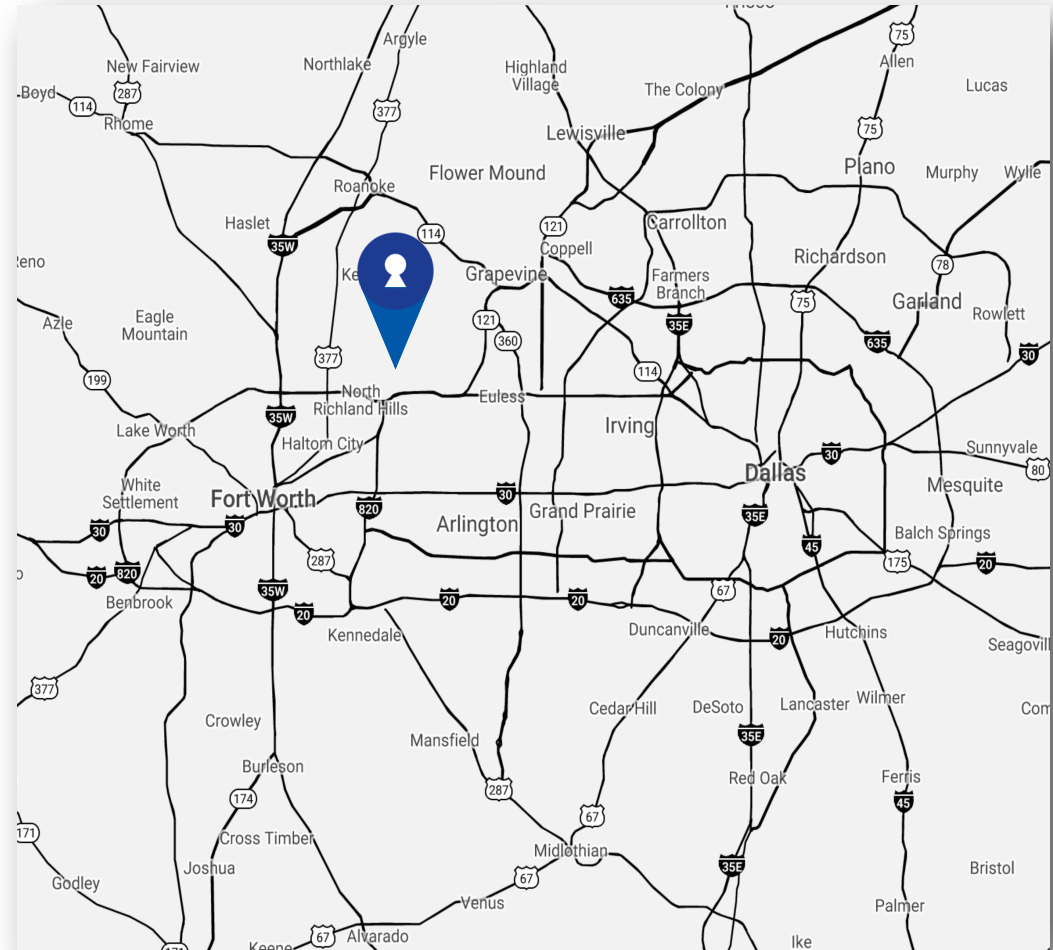 Argyle
75
New Fairview
Northlake
Highland
Village
Allen
Boyd
114
287
377
The Colony
Lucas
Rhome
Lewisville
75
Flower Mound
Plano
Murphy
Wylie
Roanoke
Haslet
114
121
Carrollton
35W
Coppell
Richardson
78
Grapevine
Farmers
Branch
635
75
Garland
Eagle
Mountain
Azle
121
35E
Rowlett
360
635
377
30
199
114
North
Richland Hills
Euless
35W
Lake Worth
Haltom City
Irving
30
Sunnyvale
80
Dallas
White
Settlement
Fort Worth
30
Mesquite
820
Grand Prairie
35E
Arlington
30
30
Balch Springs
45
287
175
20
20
820
35W
67
Benbrook
20
20
20
Kennedale
Duncanville
20
Hutchins
377
Cedar Hill
DeSoto
Lancaster
Wilmer
Crowley
Mansfield
35E
Burleson
Red Oak
Ferris
174
287
45
67
171
Cross Timber
Midlothian
35E
Joshua
Bristol
Godley
67
Venus
Palmer
67
Alvarado
Ike
Keene